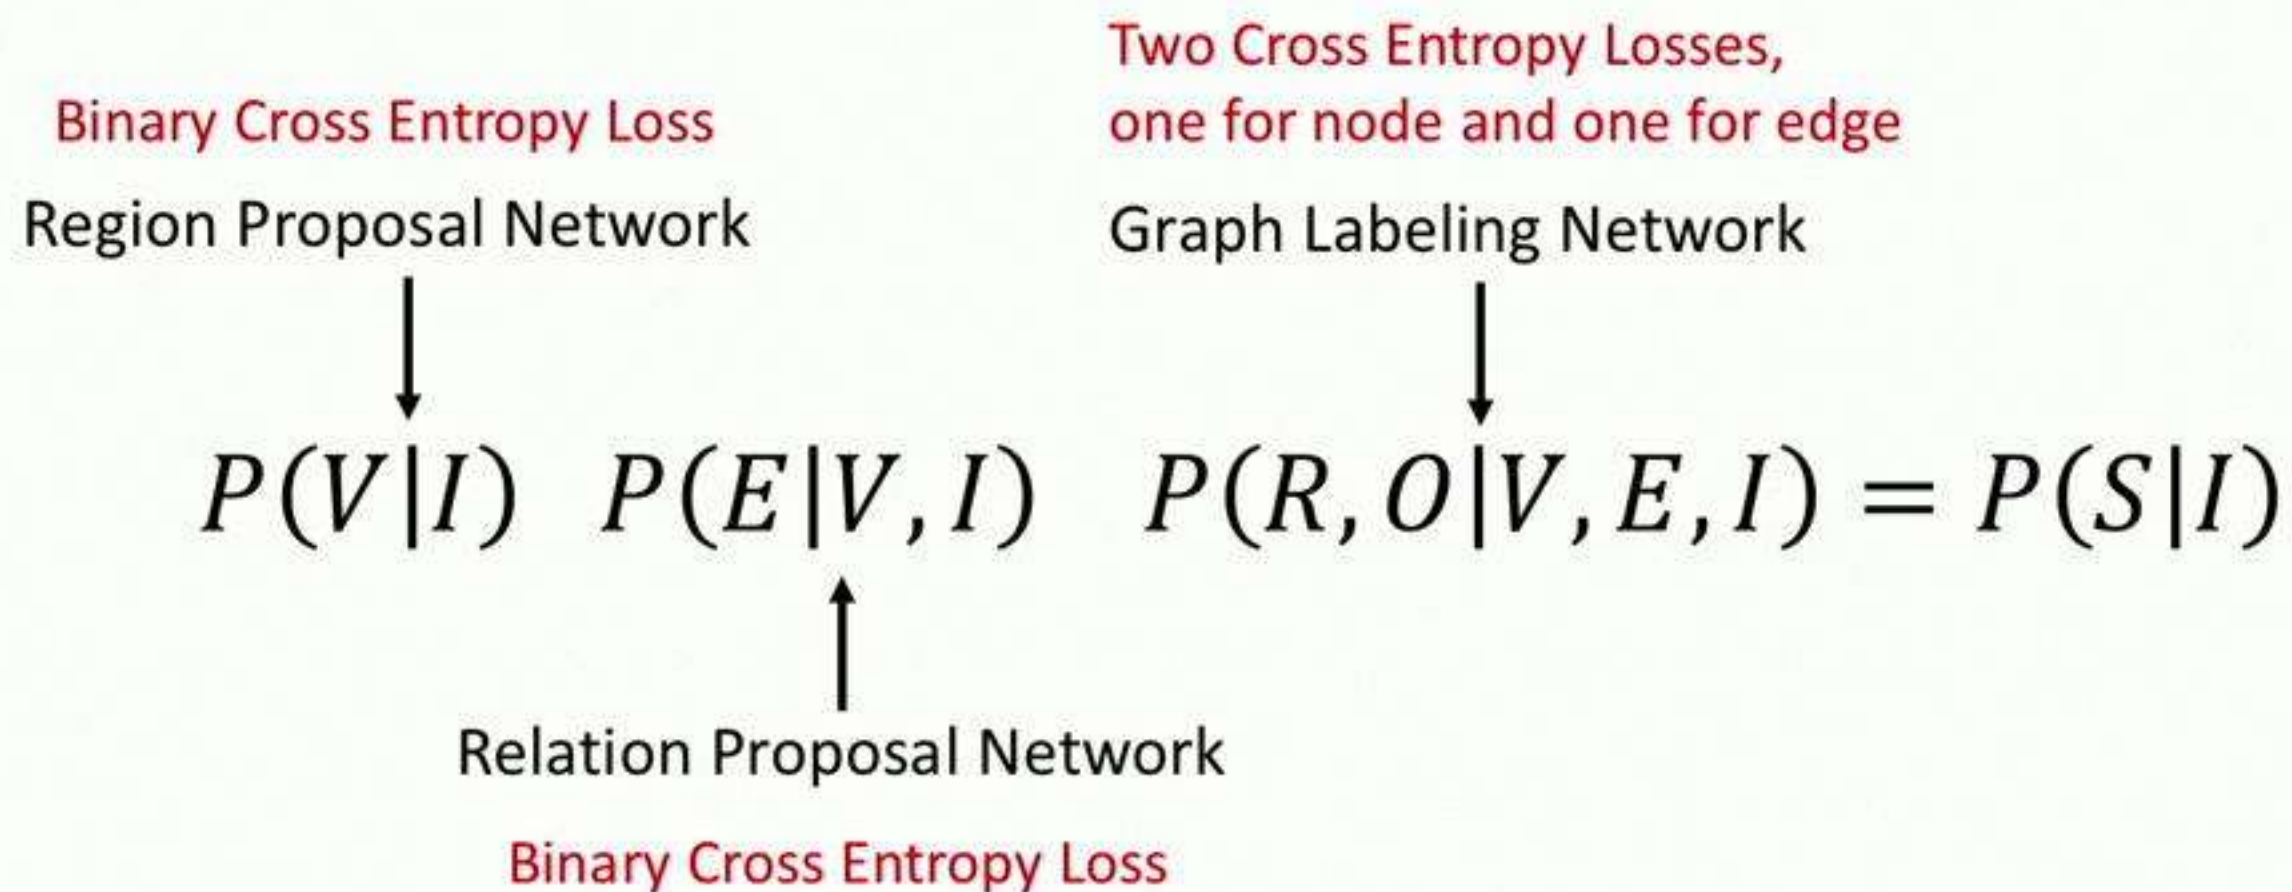 Two Cross Entropy Losses,
Binary Cross Entropy Loss
one for node and one for edge
Region Proposal Network
Graph Labeling Network
P(V|I) P(E|V,I) P(R,O|V,E,I) = P(S|I)
Relation Proposal Network
Binary Cross Entropy Loss